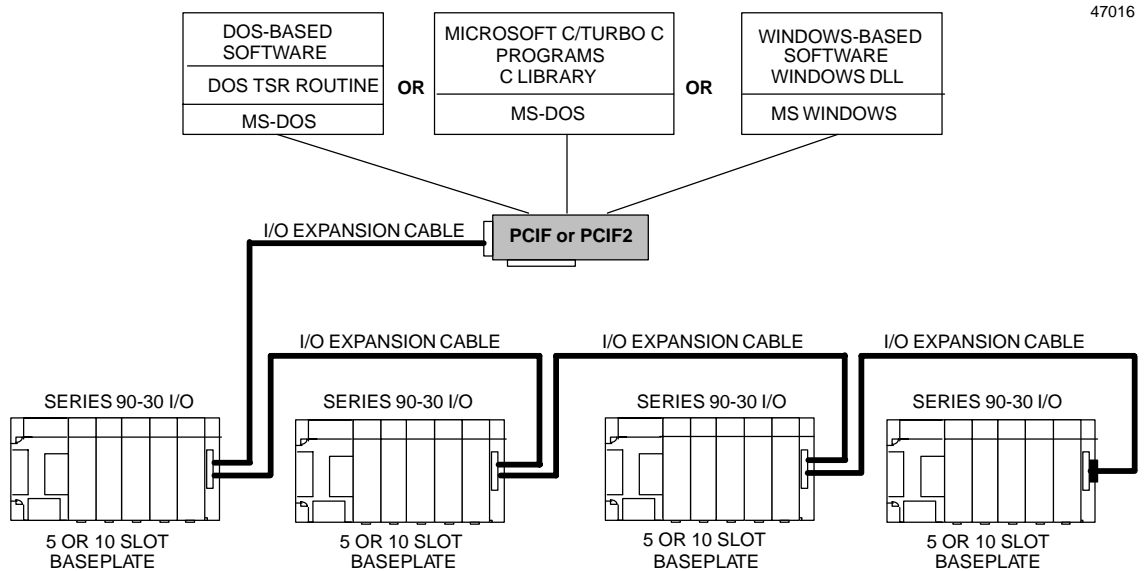 47016
DOS-BASED
SOFTWARE
DOS TSR ROUTINE
MS-DOS
OR
MICROSOFT C/TURBO C
PROGRAMS
C LIBRARY
MS-DOS
OR
WINDOWS-BASED
SOFTWARE
WINDOWS DLL
MS WINDOWS
I/O EXPANSION CABLE
PCIF or PCIF2
I/O EXPANSION CABLE
I/O EXPANSION CABLE
I/O EXPANSION CABLE
SERIES 90-30 I/O
SERIES 90-30 I/O
SERIES 90-30 I/O
SERIES 90-30 I/O
5 OR 10 SLOT
BASEPLATE
5 OR 10 SLOT
BASEPLATE
5 OR 10 SLOT
BASEPLATE
5 OR 10 SLOT
BASEPLATE